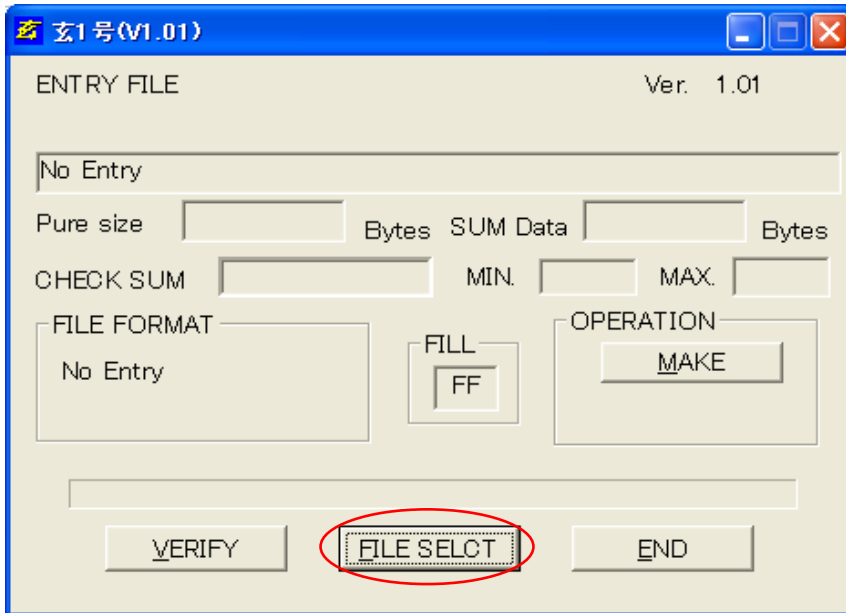 玄 玄1号(V1.01)
ENTRY FILE Ver. 1.01
No Entry
Pure size Bytes SUM Data Bytes
CHECK SUM MIN. MAX.
FILE FORMAT FILL OPERATION
No Entry FF MAKE
VERIFY FILE SELCT END